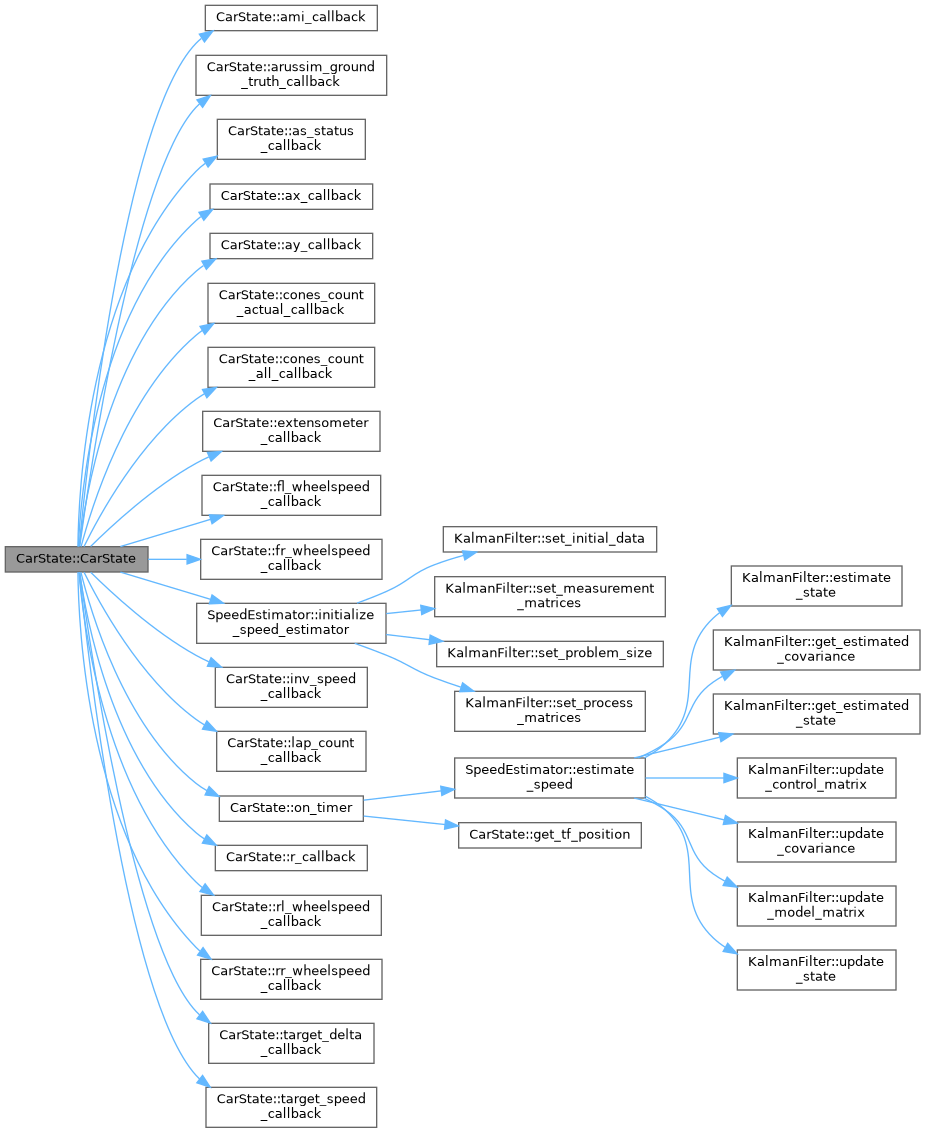 CarState::CarState
CarState::ami_callback
CarState::arussim_ground
_truth_callback
CarState::as_status
_callback
CarState::ax_callback
CarState::ay_callback
CarState::cones_count
_actual_callback
CarState::cones_count
_all_callback
CarState::extensometer
_callback
CarState::fl_wheelspeed
_callback
CarState::fr_wheelspeed
_callback
SpeedEstimator::initialize
_speed_estimator
CarState::inv_speed
_callback
CarState::lap_count
_callback
CarState::on_timer
CarState::r_callback
CarState::rl_wheelspeed
_callback
CarState::rr_wheelspeed
_callback
CarState::target_delta
_callback
CarState::target_speed
_callback
KalmanFilter::set_initial_data
KalmanFilter::set_measurement
_matrices
KalmanFilter::set_problem_size
KalmanFilter::set_process
_matrices
SpeedEstimator::estimate
_speed
CarState::get_tf_position
KalmanFilter::estimate
_state
KalmanFilter::get_estimated
_covariance
KalmanFilter::get_estimated
_state
KalmanFilter::update
_control_matrix
KalmanFilter::update
_covariance
KalmanFilter::update
_model_matrix
KalmanFilter::update
_state